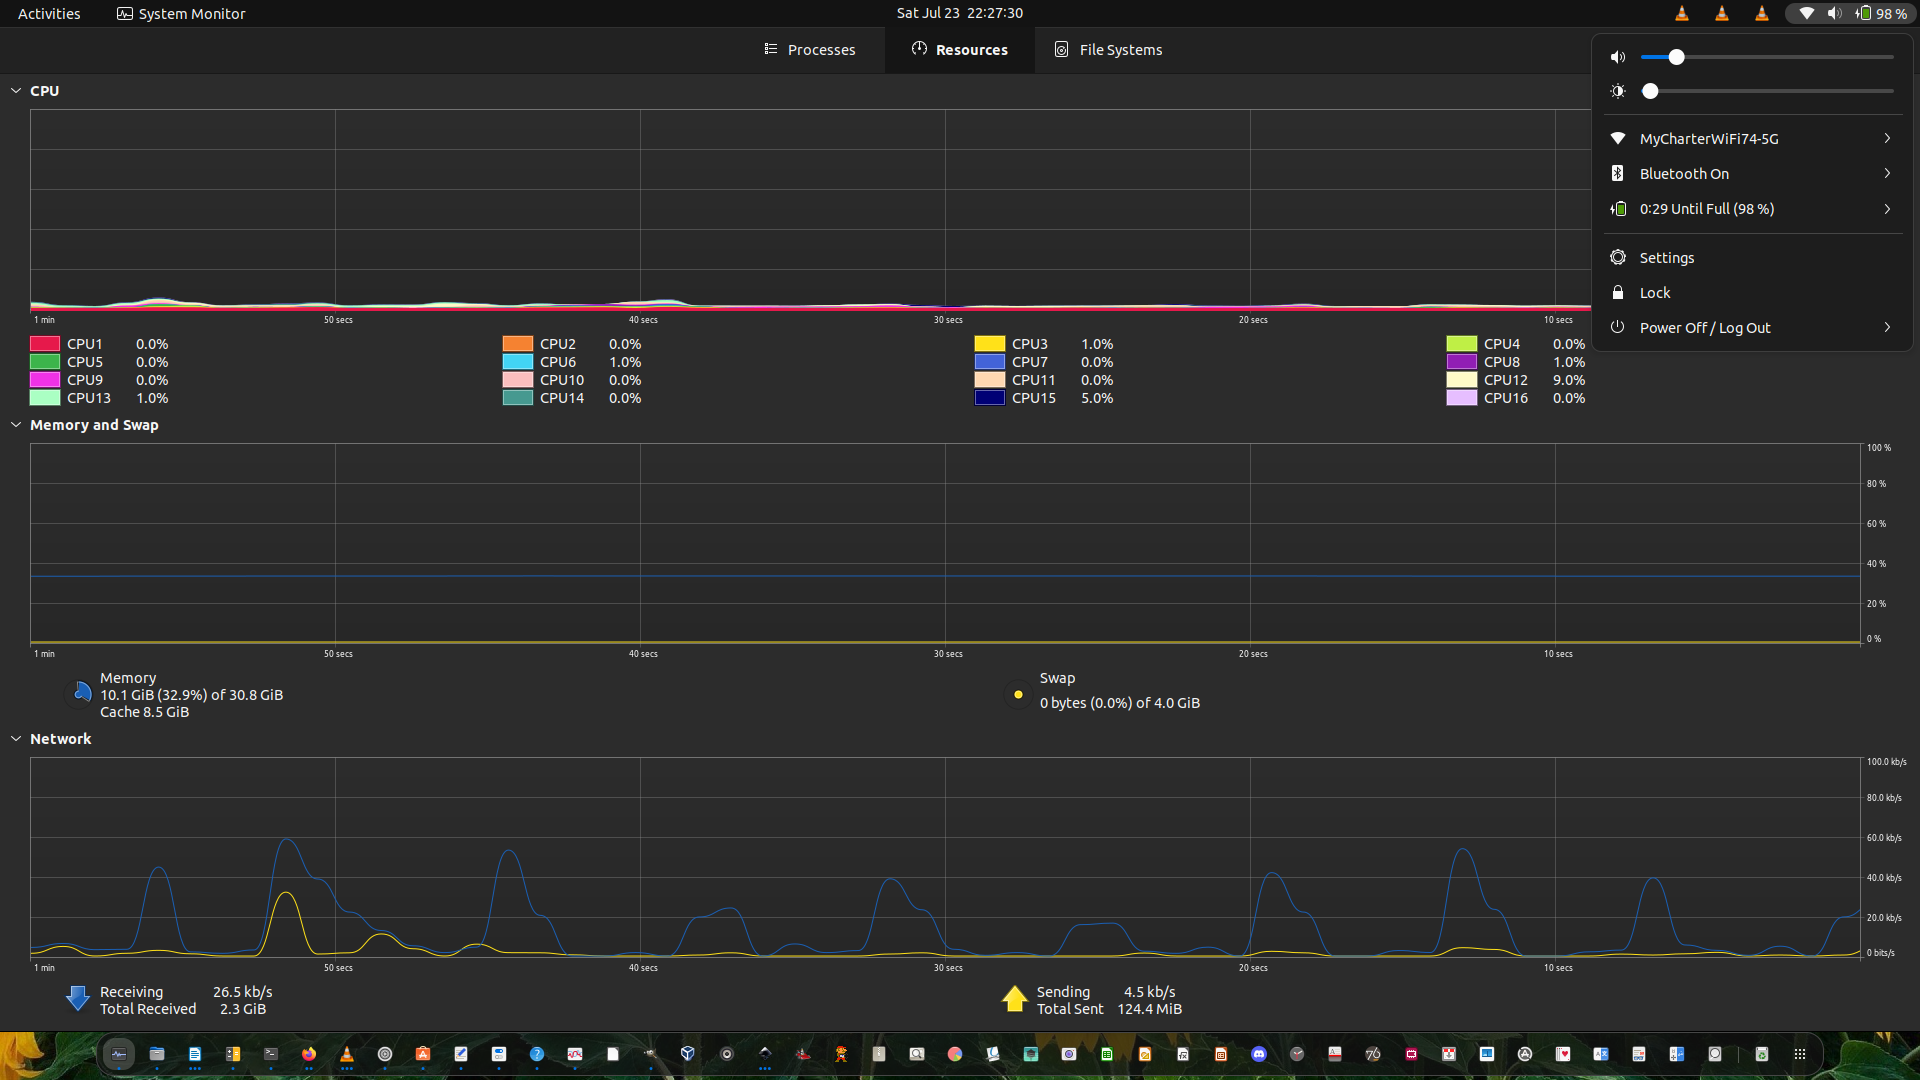 Activities System Monitor Sat Jul 23 22:27:30 98 %
Processes Resources File Systems
CPU
1 min 50 secs 40 secs 30 secs 20 secs 10 secs
CPU1 0.0% CPU2 0.0% CPU3 1.0% CPU4 0.0%
CPU5 0.0% CPU6 1.0% CPU7 0.0% CPU8 1.0%
CPU9 0.0% CPU10 0.0% CPU11 0.0% CPU12 9.0%
CPU13 1.0% CPU14 0.0% CPU15 5.0% CPU16 0.0%
MyCharterWiFi74-5G
Bluetooth On
0:29 Until Full (98 %)
Settings
Lock
Power Off / Log Out
Memory and Swap
100 %
80 %
60 %
40 %
20 %
0 %
1 min 50 secs 40 secs 30 secs 20 secs 10 secs
Memory
10.1 GiB (32.9%) of 30.8 GiB
Cache 8.5 GiB
Swap
0 bytes (0.0%) of 4.0 GiB
Network
100.0 kb/s
80.0 kb/s
60.0 kb/s
40.0 kb/s
20.0 kb/s
0 bits/s
1 min 50 secs 40 secs 30 secs 20 secs 10 secs
Receiving 26.5 kb/s
Total Received 2.3 GiB
Sending 4.5 kb/s
Total Sent 124.4 MiB